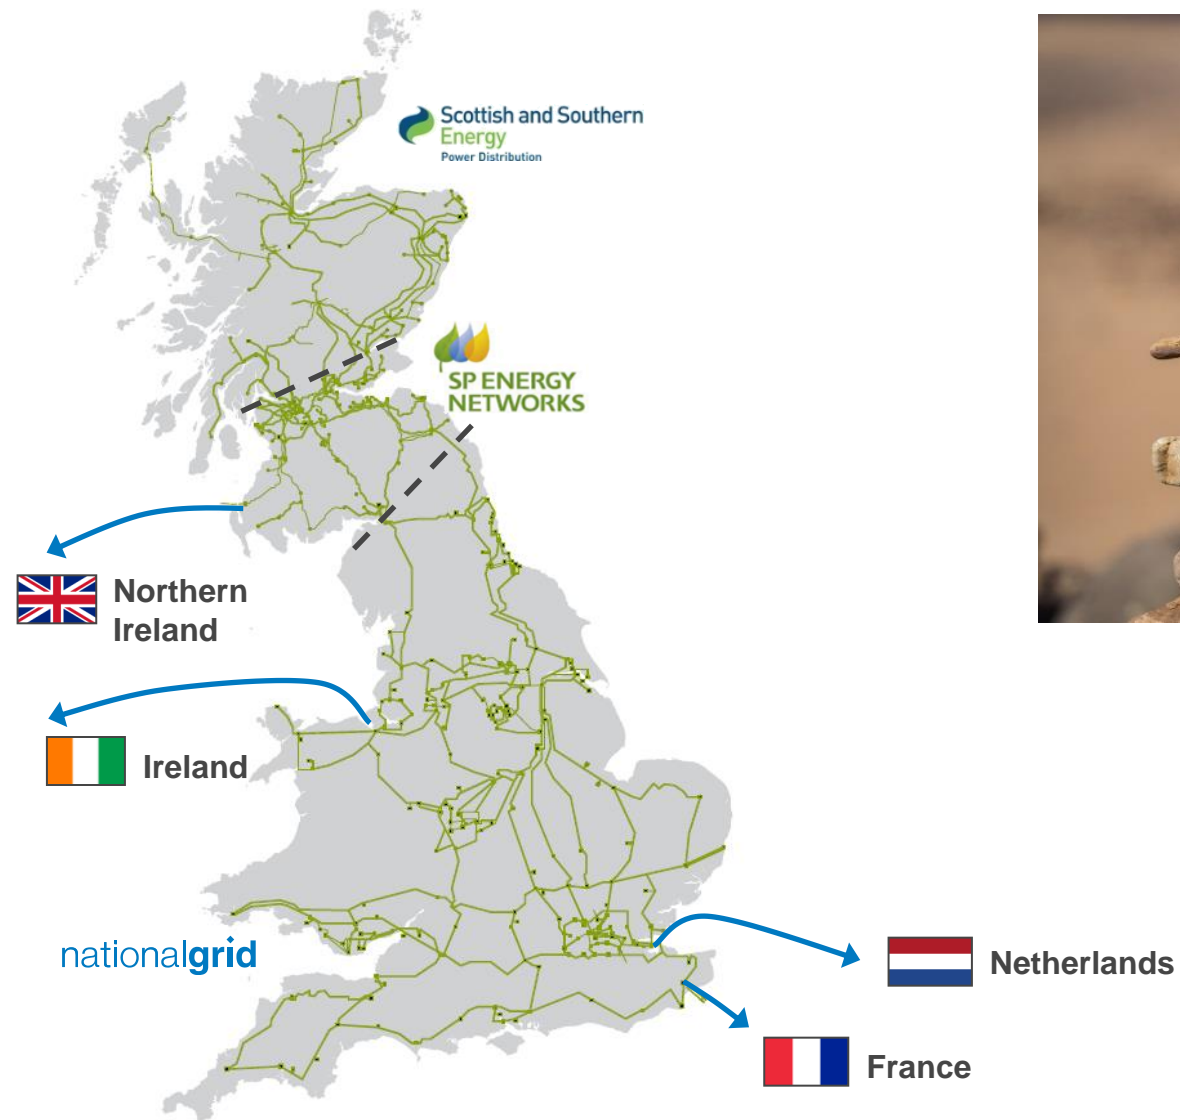 Scottish and Southern
Energy
Power Distribution
SP ENERGY
NETWORKS
Northern
Ireland
Ireland
nationalgrid
Netherlands
France